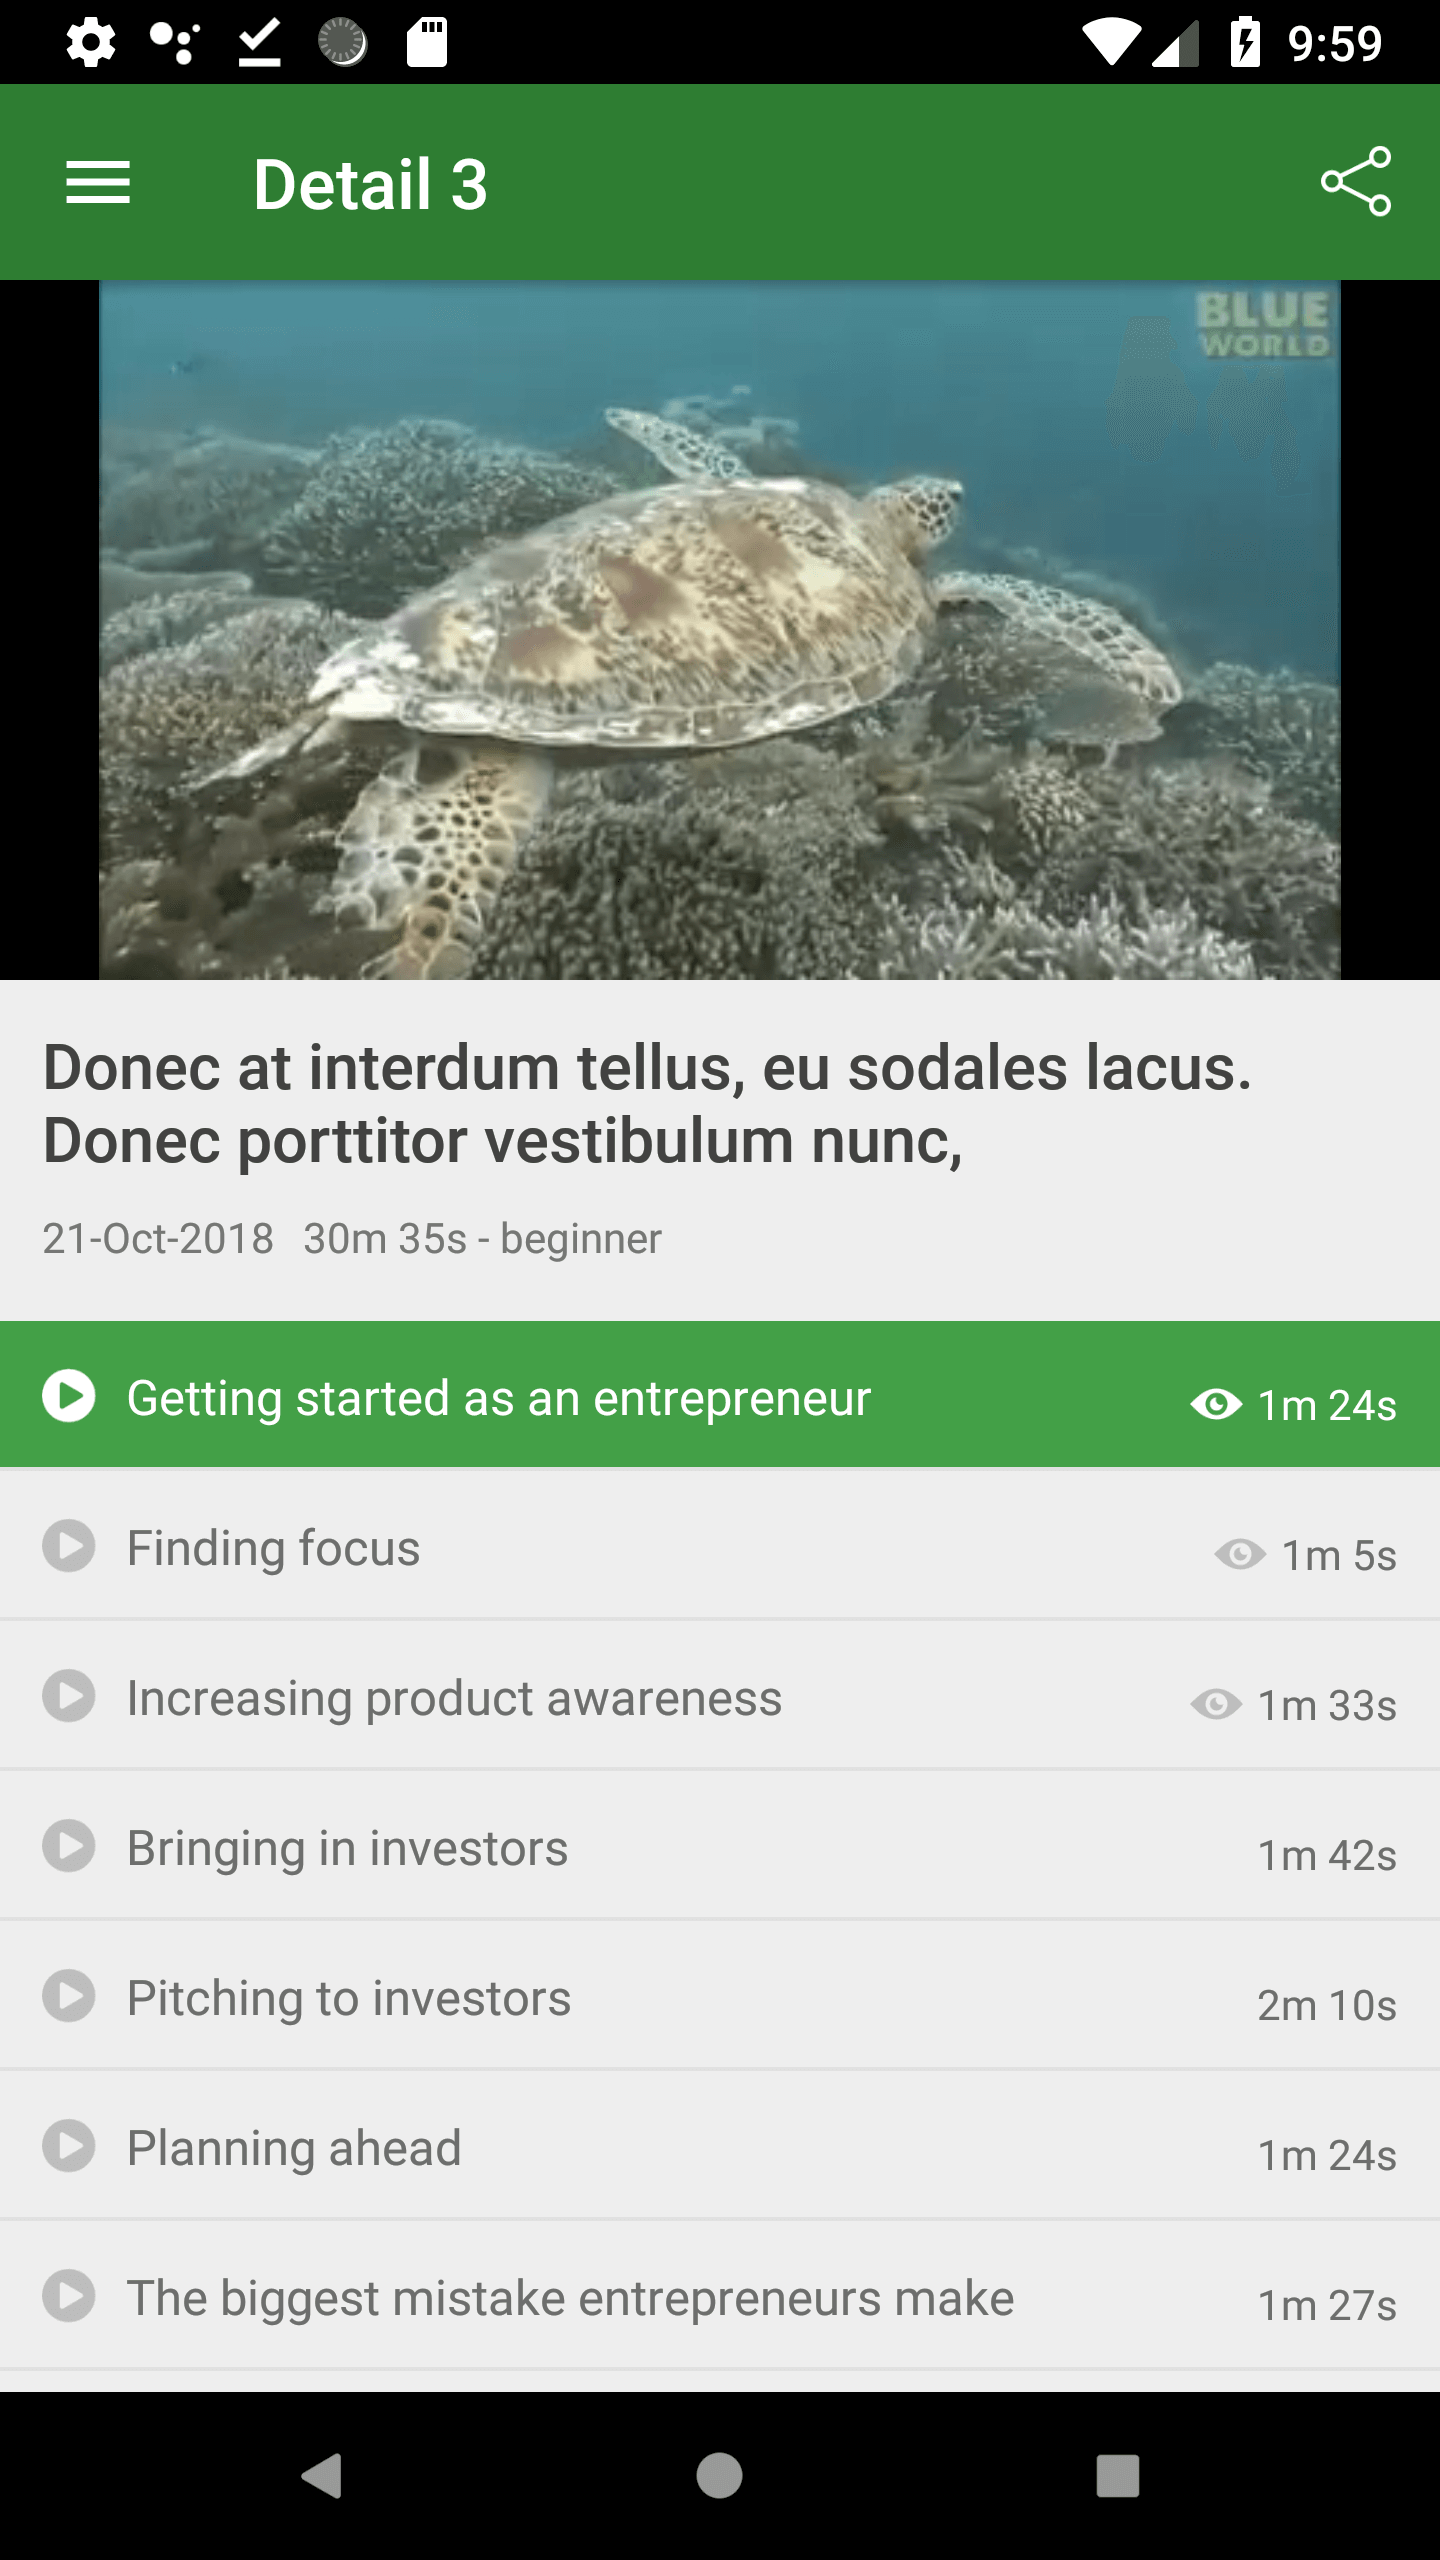 9:59
Detail 3
BLUE
WORLD
Donec at interdum tellus, eu sodales lacus.
Donec porttitor vestibulum nunc,
21-Oct-2018 30m 35s - beginner
Getting started as an entrepreneur 1m 24s
Finding focus 1m 5s
Increasing product awareness 1m 33s
Bringing in investors 1m 42s
Pitching to investors 2m 10s
Planning ahead 1m 24s
The biggest mistake entrepreneurs make 1m 27s